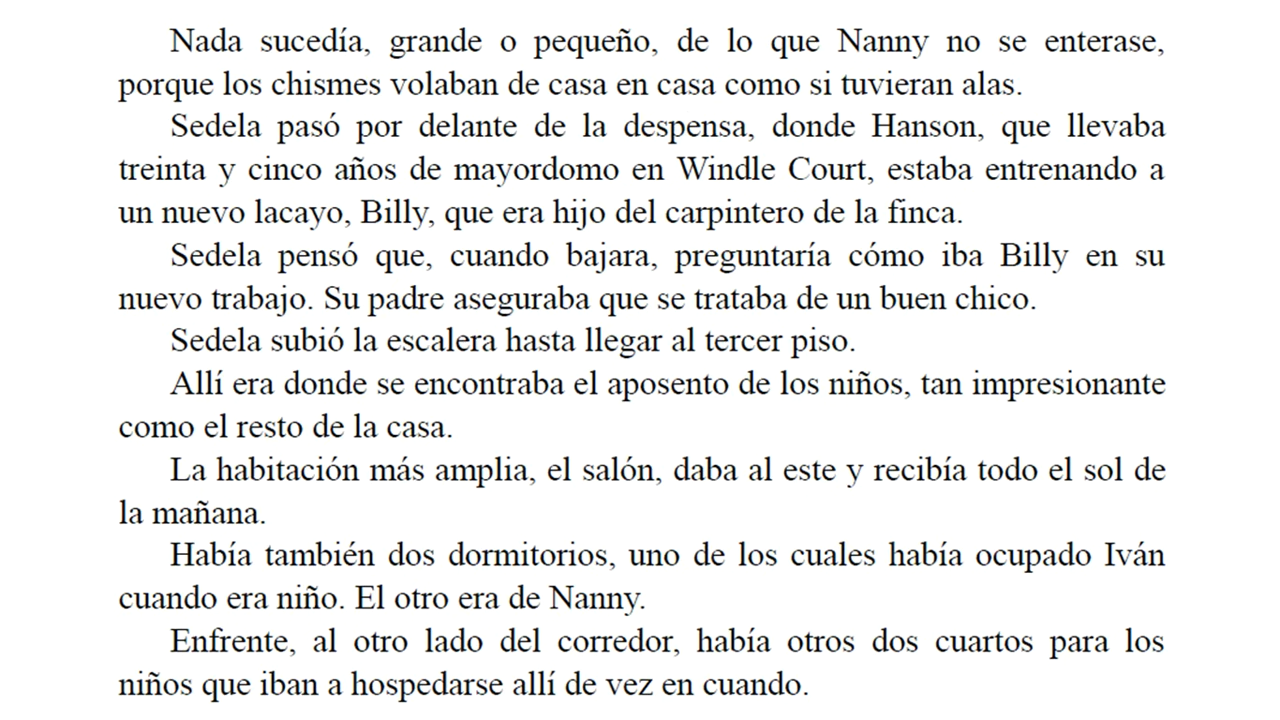 Nada sucedía, grande o pequeño, de lo que Nanny no se enterase,
porque los chismes volaban de casa en casa como si tuvieran alas.
Sedela pasó por delante de la despensa, donde Hanson, que llevaba
treinta y cinco años de mayordomo en Windle Court, estaba entrenando a
un nuevo lacayo, Billy, que era hijo del carpintero de la finca.
Sedela pensó que, cuando bajara, preguntaría cómo iba Billy en su
nuevo trabajo. Su padre aseguraba que se trataba de un buen chico.
Sedela subió la escalera hasta llegar al tercer piso.
Allí era donde se encontraba el aposento de los niños, tan impresionante
como el resto de la casa.
La habitación más amplia, el salón, daba al este y recibía todo el sol de
la mañana.
Había también dos dormitorios, uno de los cuales había ocupado Iván
cuando era niño. El otro era de Nanny.
Enfrente, al otro lado del corredor, había otros dos cuartos para los
niños que iban a hospedarse allí de vez en cuando.